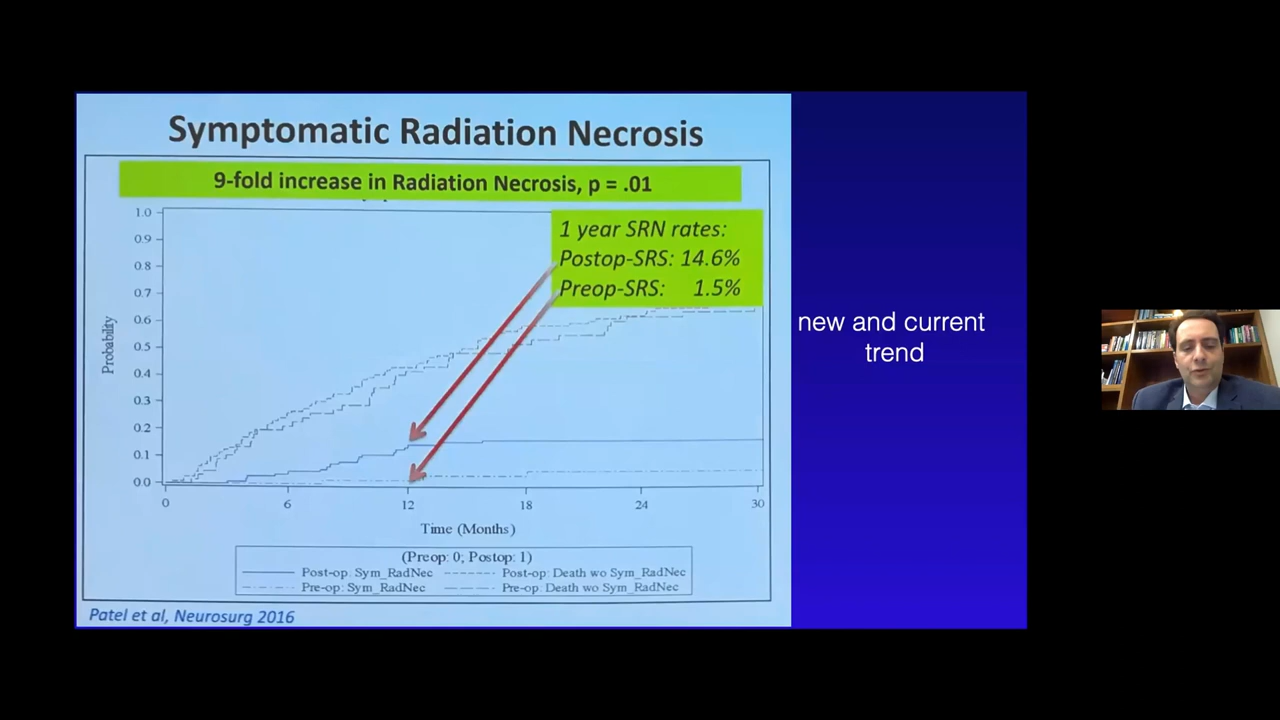 Symptomatic Radiation Necrosis
9-fold increase in Radiation Necrosis, p = .01
1 year SRN rates:
Postop-SRS: 14.6%
Preop-SRS: 1.5%
1.0
0.9
0.8
0.7
0.6
0.5
0.4
0.3
0.2
0.1
0.0
Probability
0 6 12 18 24 30
Time (Months)
(Preop: 0; Postop: 1)
Post-op: Sym_RadNec Post-op: Death wo Sym_RadNec
Pre-op: Sym_RadNec Pre-op: Death wo Sym_RadNec
Patel et al, Neurosurg 2016
new and current
trend